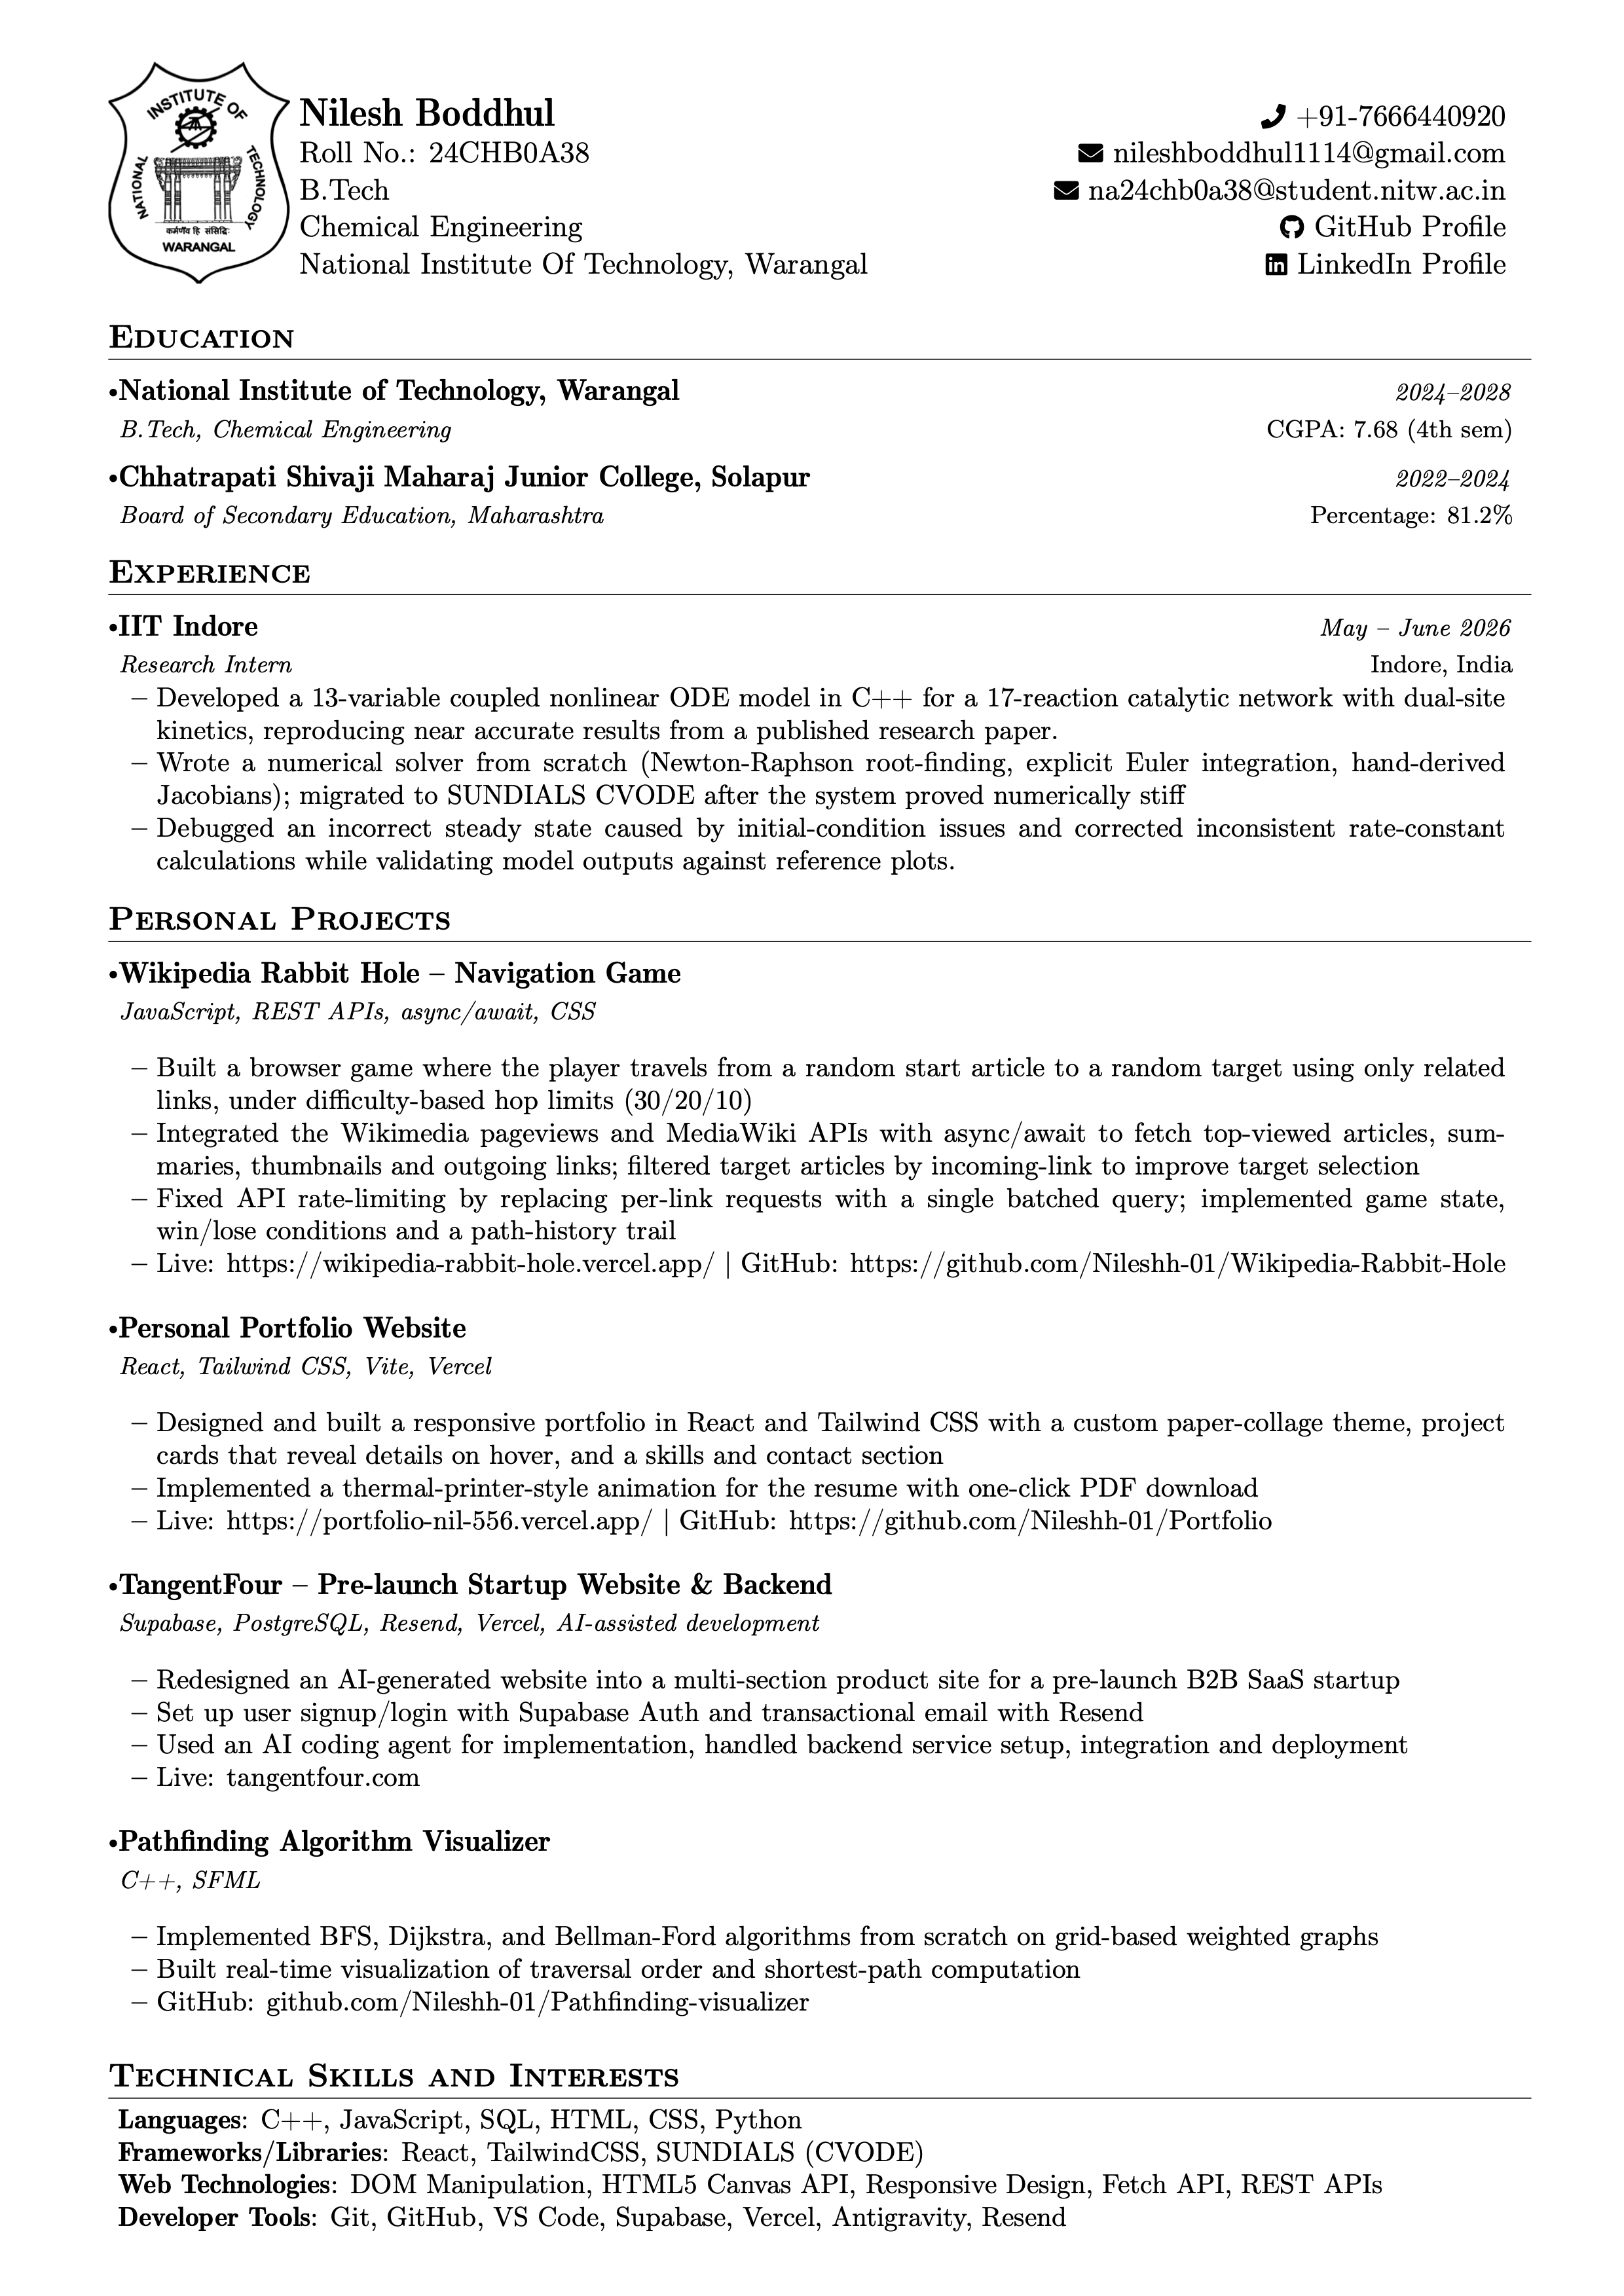 INSTITUTE OF
NATIONAL
TECHNOLOGY
WARANGAL
Nilesh Boddhul
Roll No.: 24CHB0A38
B.Tech
Chemical Engineering
National Institute Of Technology, Warangal
+91-7666440920
nileshboddhul1114@gmail.com
na24chb0a38@student.nitw.ac.in
GitHub Profile
LinkedIn Profile
EDUCATION
•National Institute of Technology, Warangal 2024–2028
B.Tech, Chemical Engineering CGPA: 7.68 (4th sem)
•Chhatrapati Shivaji Maharaj Junior College, Solapur 2022–2024
Board of Secondary Education, Maharashtra Percentage: 81.2%
EXPERIENCE
•IIT Indore May – June 2026
Research Intern Indore, India
– Developed a 13-variable coupled nonlinear ODE model in C++ for a 17-reaction catalytic network with dual-site
kinetics, reproducing near accurate results from a published research paper.
– Wrote a numerical solver from scratch (Newton-Raphson root-finding, explicit Euler integration, hand-derived
Jacobians); migrated to SUNDIALS CVODE after the system proved numerically stiff
– Debugged an incorrect steady state caused by initial-condition issues and corrected inconsistent rate-constant
calculations while validating model outputs against reference plots.
PERSONAL PROJECTS
•Wikipedia Rabbit Hole – Navigation Game
JavaScript, REST APIs, async/await, CSS
– Built a browser game where the player travels from a random start article to a random target using only related
links, under difficulty-based hop limits (30/20/10)
– Integrated the Wikimedia pageviews and MediaWiki APIs with async/await to fetch top-viewed articles, sum-
maries, thumbnails and outgoing links; filtered target articles by incoming-link to improve target selection
– Fixed API rate-limiting by replacing per-link requests with a single batched query; implemented game state,
win/lose conditions and a path-history trail
– Live: https://wikipedia-rabbit-hole.vercel.app/ | GitHub: https://github.com/Nileshh-01/Wikipedia-Rabbit-Hole
•Personal Portfolio Website
React, Tailwind CSS, Vite, Vercel
– Designed and built a responsive portfolio in React and Tailwind CSS with a custom paper-collage theme, project
cards that reveal details on hover, and a skills and contact section
– Implemented a thermal-printer-style animation for the resume with one-click PDF download
– Live: https://portfolio-nil-556.vercel.app/ | GitHub: https://github.com/Nileshh-01/Portfolio
•TangentFour – Pre-launch Startup Website & Backend
Supabase, PostgreSQL, Resend, Vercel, AI-assisted development
– Redesigned an AI-generated website into a multi-section product site for a pre-launch B2B SaaS startup
– Set up user signup/login with Supabase Auth and transactional email with Resend
– Used an AI coding agent for implementation, handled backend service setup, integration and deployment
– Live: tangentfour.com
•Pathfinding Algorithm Visualizer
C++, SFML
– Implemented BFS, Dijkstra, and Bellman-Ford algorithms from scratch on grid-based weighted graphs
– Built real-time visualization of traversal order and shortest-path computation
– GitHub: github.com/Nileshh-01/Pathfinding-visualizer
TECHNICAL SKILLS AND INTERESTS
Languages: C++, JavaScript, SQL, HTML, CSS, Python
Frameworks/Libraries: React, TailwindCSS, SUNDIALS (CVODE)
Web Technologies: DOM Manipulation, HTML5 Canvas API, Responsive Design, Fetch API, REST APIs
Developer Tools: Git, GitHub, VS Code, Supabase, Vercel, Antigravity, Resend